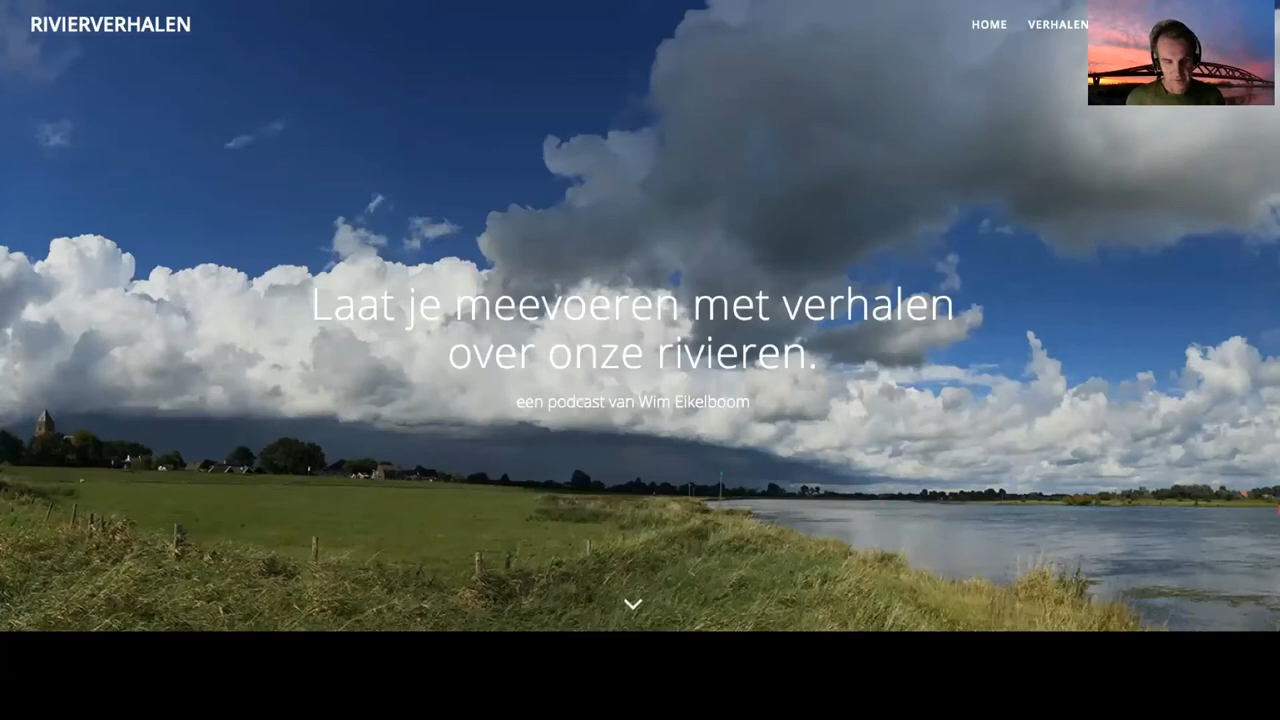 RIVIERVERHALEN
HOME VERHALEN
Laat je meevoeren met verhalen
over onze rivieren.
een podcast van Wim Eikelboom